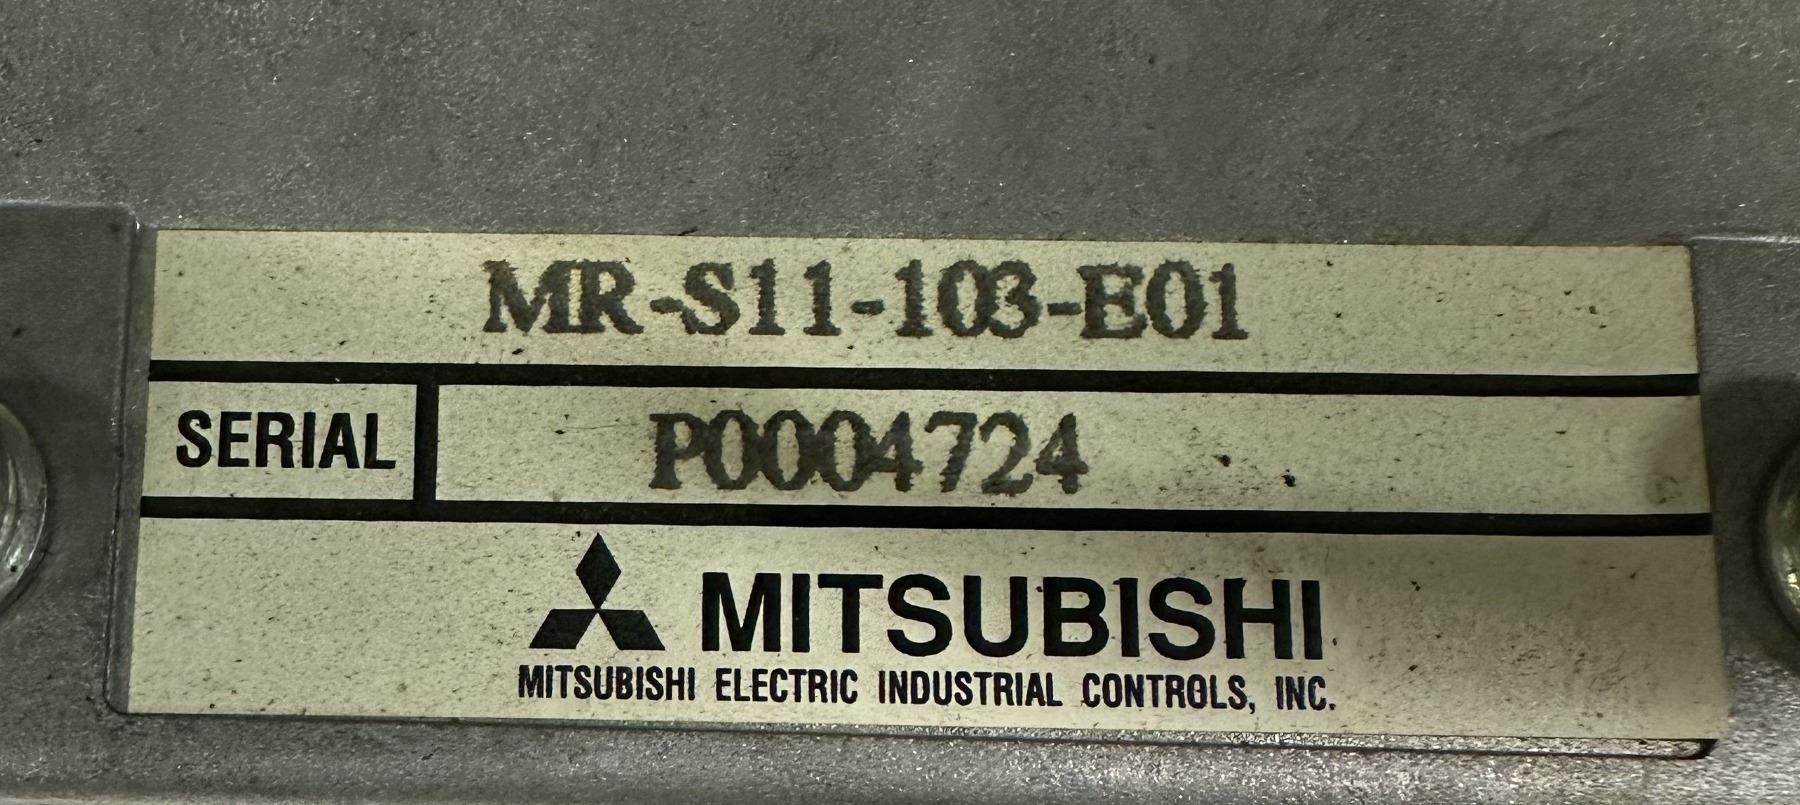 MR-S11-103-E01
SERIAL P0004724
MITSUBISHI
MITSUBISHI ELECTRIC INDUSTRIAL CONTROLS, INC.